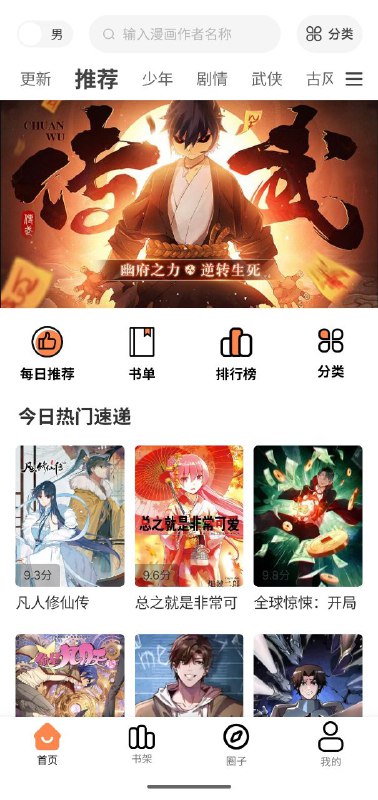 男
输入漫画作者名称
分类
更新 推荐 少年 剧情 武侠 古风
CHUAN
WU
传武
传武
幽府之力 逆转生死
每日推荐 书单 排行榜 分类
今日热门速递
凡人修仙传
总之就是非常可爱
9.3分 9.6分 9.8分
凡人修仙传 总之就是非常可 全球惊悚：开局
me
首页 书架 圈子 我的